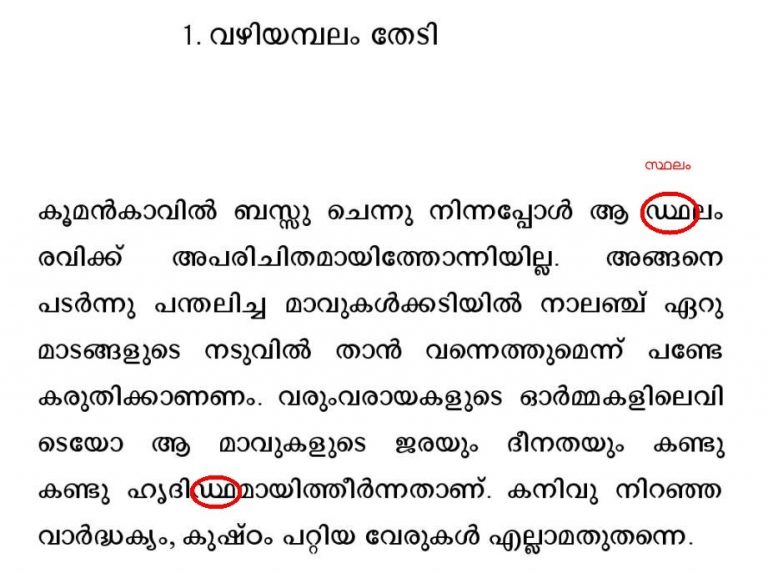 1. വഴിയമ്പലം തേടി
സ്ഥലം
കൂമൻകാവിൽ ബസ്സു ചെന്നു നിന്നപ്പോൾ ആ ഡ്ഥലം
രവിക്ക് അപരിചിതമായിത്തോന്നിയില്ല. അങ്ങനെ
പടർന്നു പന്തലിച്ച മാവുകൾക്കടിയിൽ നാലഞ്ച് ഏറു
മാടങ്ങളുടെ നടുവിൽ താൻ വന്നെത്തുമെന്ന് പണ്ടേ
കരുതിക്കാണണം. വരുംവരായകളുടെ ഓർമ്മകളിലെവി
ടെയോ ആ മാവുകളുടെ ജരയും ദീനതയും കണ്ടു
കണ്ടു ഹൃദിഡ്ഥമായിത്തീർന്നതാണ്. കനിവു നിറഞ്ഞ
വാർദ്ധക്യം, കുഷ്ഠം പറ്റിയ വേരുകൾ എല്ലാമതുതന്നെ.